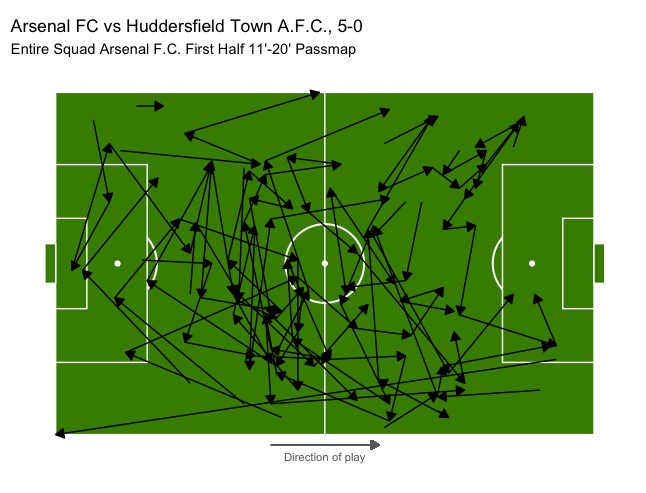 Arsenal FC vs Huddersfield Town A.F.C., 5-0
Entire Squad Arsenal F.C. First Half 11'-20' Passmap
Direction of play